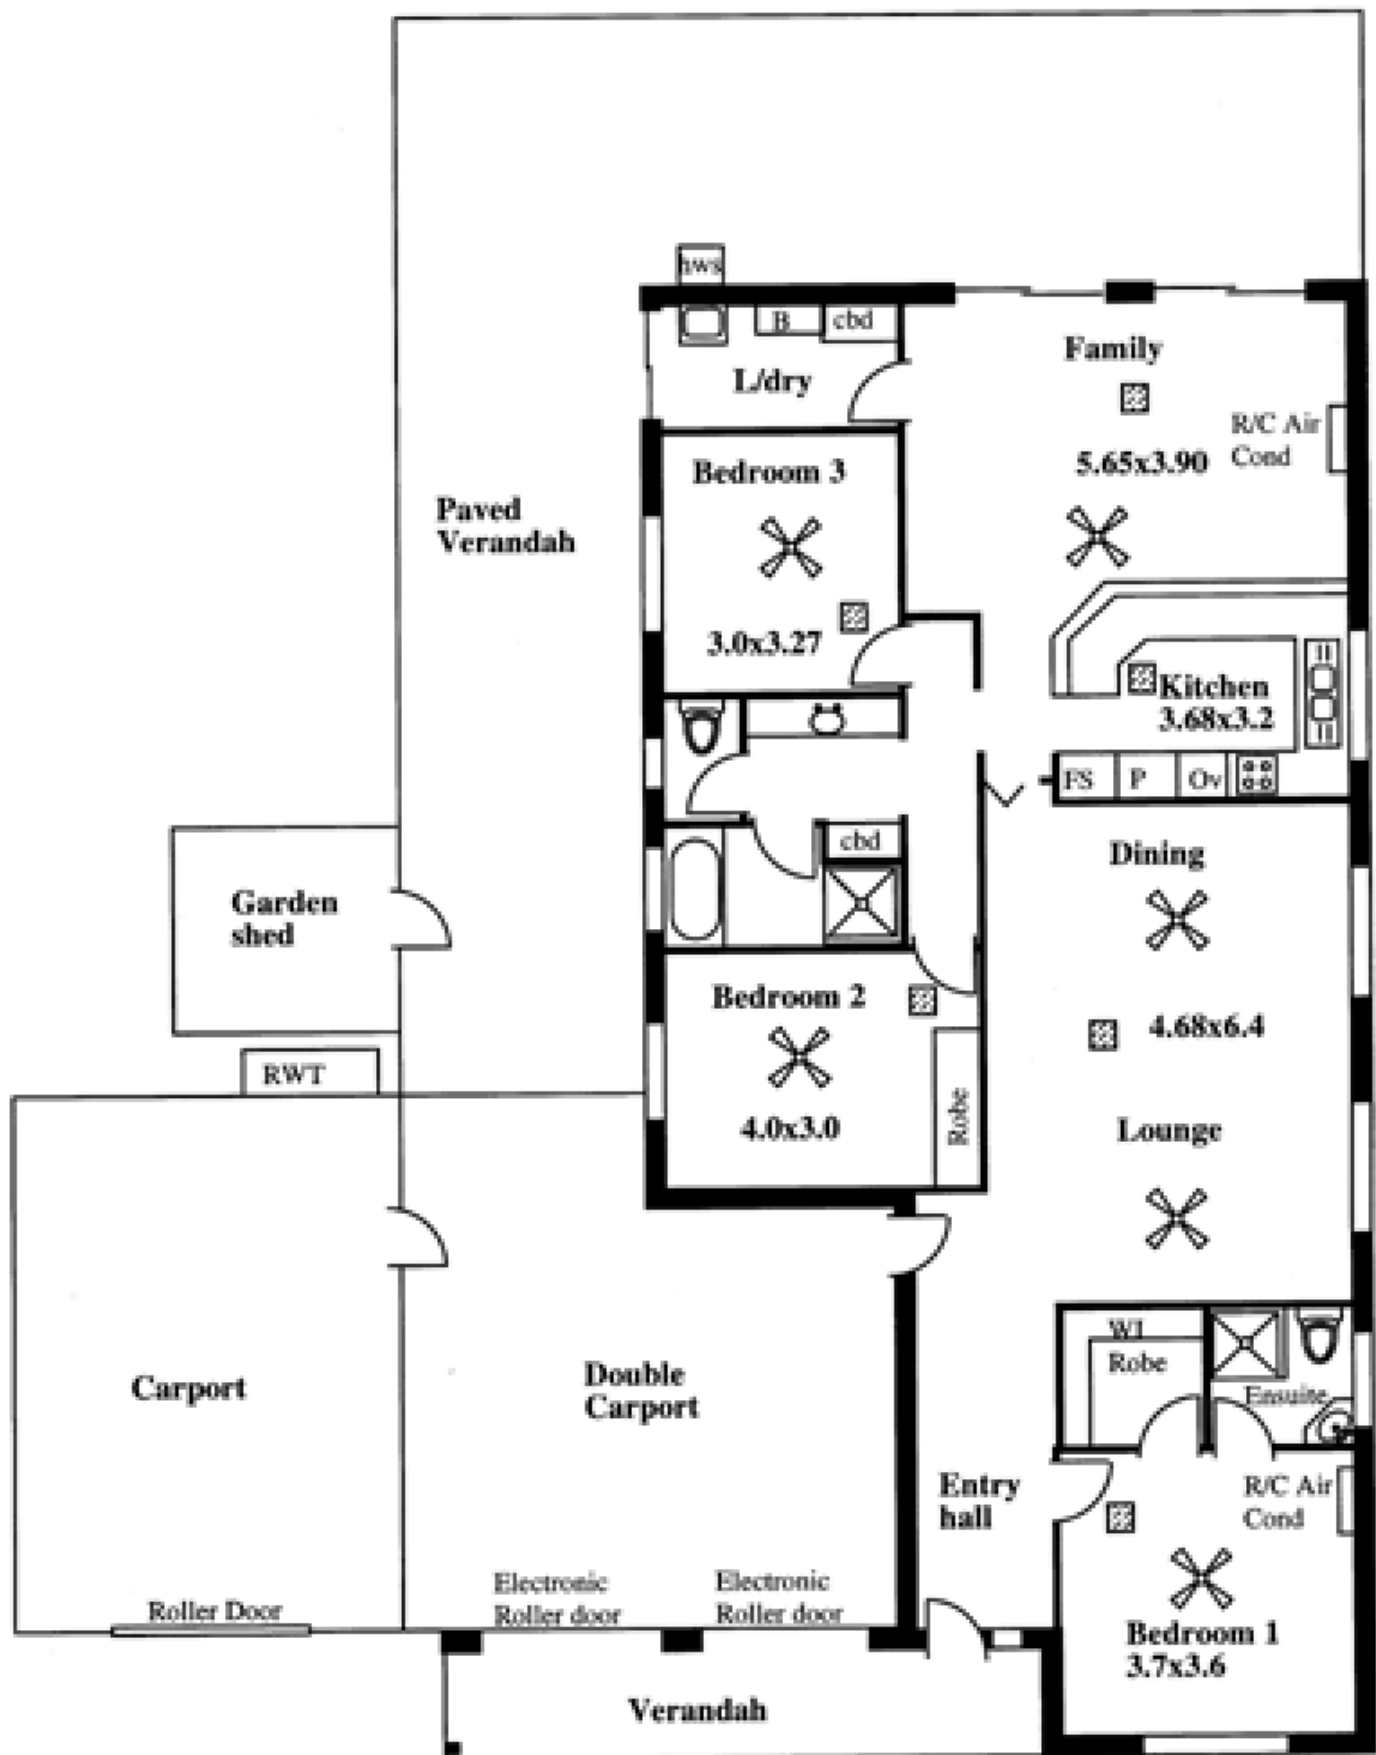 hws
B
cbd
L/dry
Family
R/C Air
Cond
5.65x3.90
Bedroom 3
3.0x3.27
Paved
Verandah
Kitchen
3.68x3.2
FS
P
Ov
cbd
Dining
4.68x6.4
Lounge
Garden
shed
RWT
Bedroom 2
4.0x3.0
Robe
WI
Robe
Ensuite
Carport
Double
Carport
Entry
hall
R/C Air
Cond
Roller Door
Electronic
Roller door
Electronic
Roller door
Bedroom 1
3.7x3.6
Verandah